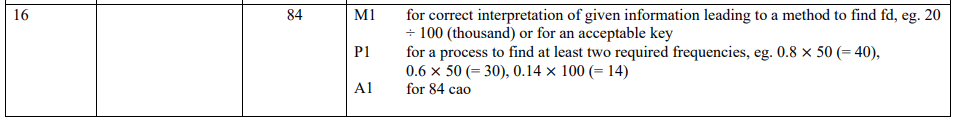 16 84 M1 for correct interpretation of given information leading to a method to find fd, eg. 20
÷ 100 (thousand) or for an acceptable key
P1 for a process to find at least two required frequencies, eg. 0.8 × 50 (= 40),
0.6 × 50 (= 30), 0.14 × 100 (= 14)
A1 for 84 cao